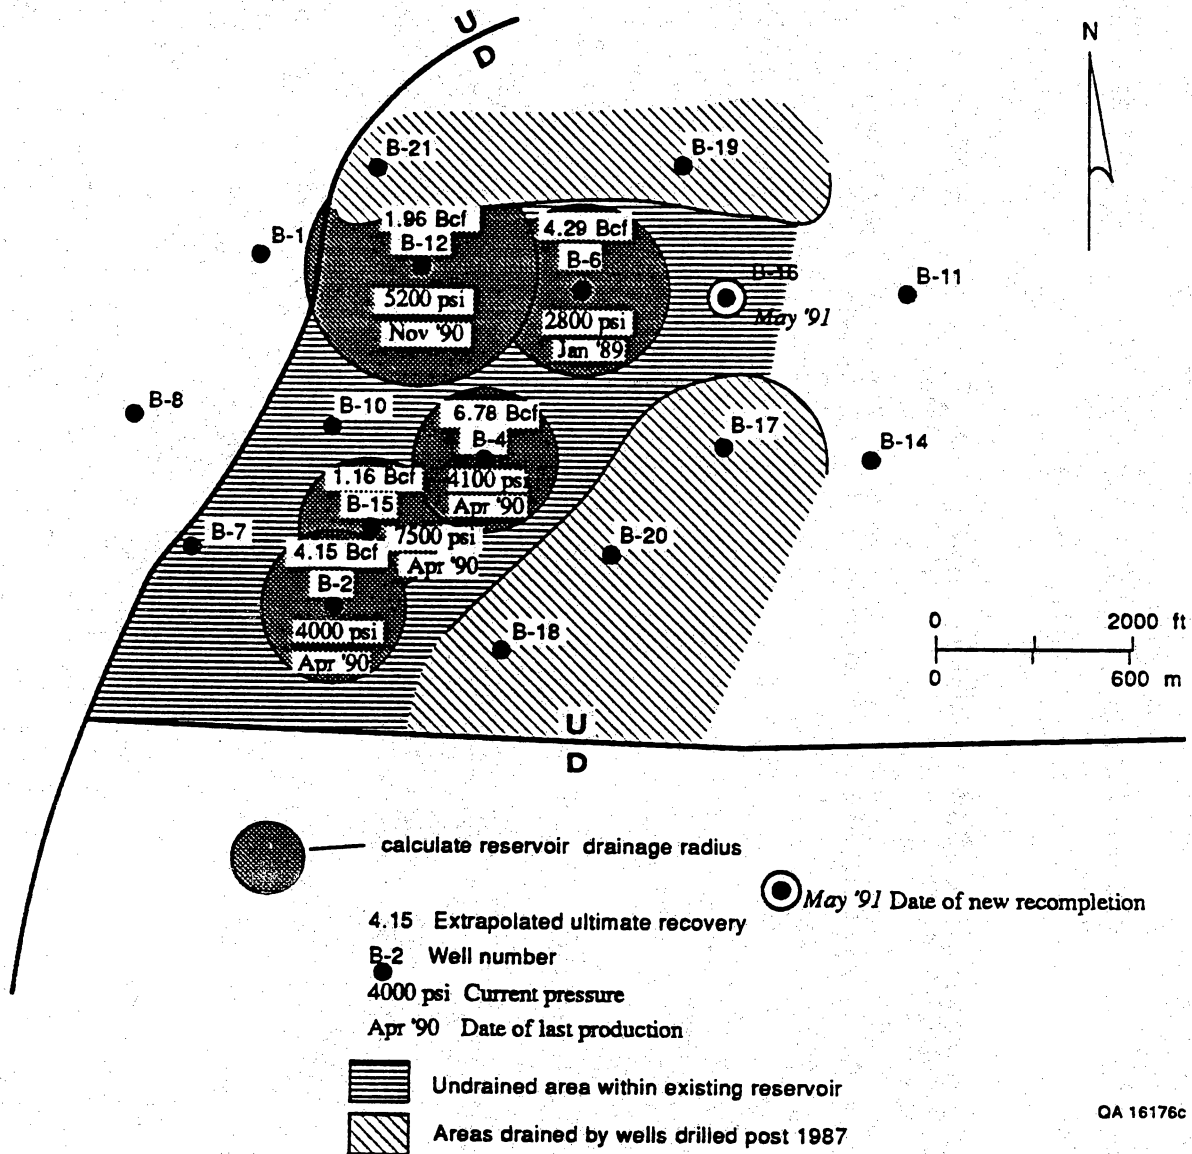 U
D
N
B-21
B-19
1.96 Bcf
4.29 Bcf
B-1
B-12
B-6
B-16
B-11
5200 psi
2800 psi
May '91
Nov '90
Jan '89
B-8
B-10
6.78 Bcf
B-17
B-4
B-14
1.16 Bcf
4100 psi
B-15
Apr '90
B-7
7500 psi
B-20
4.15 Bcf
Apr '90
B-2
4000 psi
B-18
Apr '90
0 2000 ft
0 600 m
U
D
calculate reservoir drainage radius
May '91 Date of new recompletion
4.15 Extrapolated ultimate recovery
B-2 Well number
4000 psi Current pressure
Apr '90 Date of last production
Undrained area within existing reservoir
Areas drained by wells drilled post 1987
QA 16176c